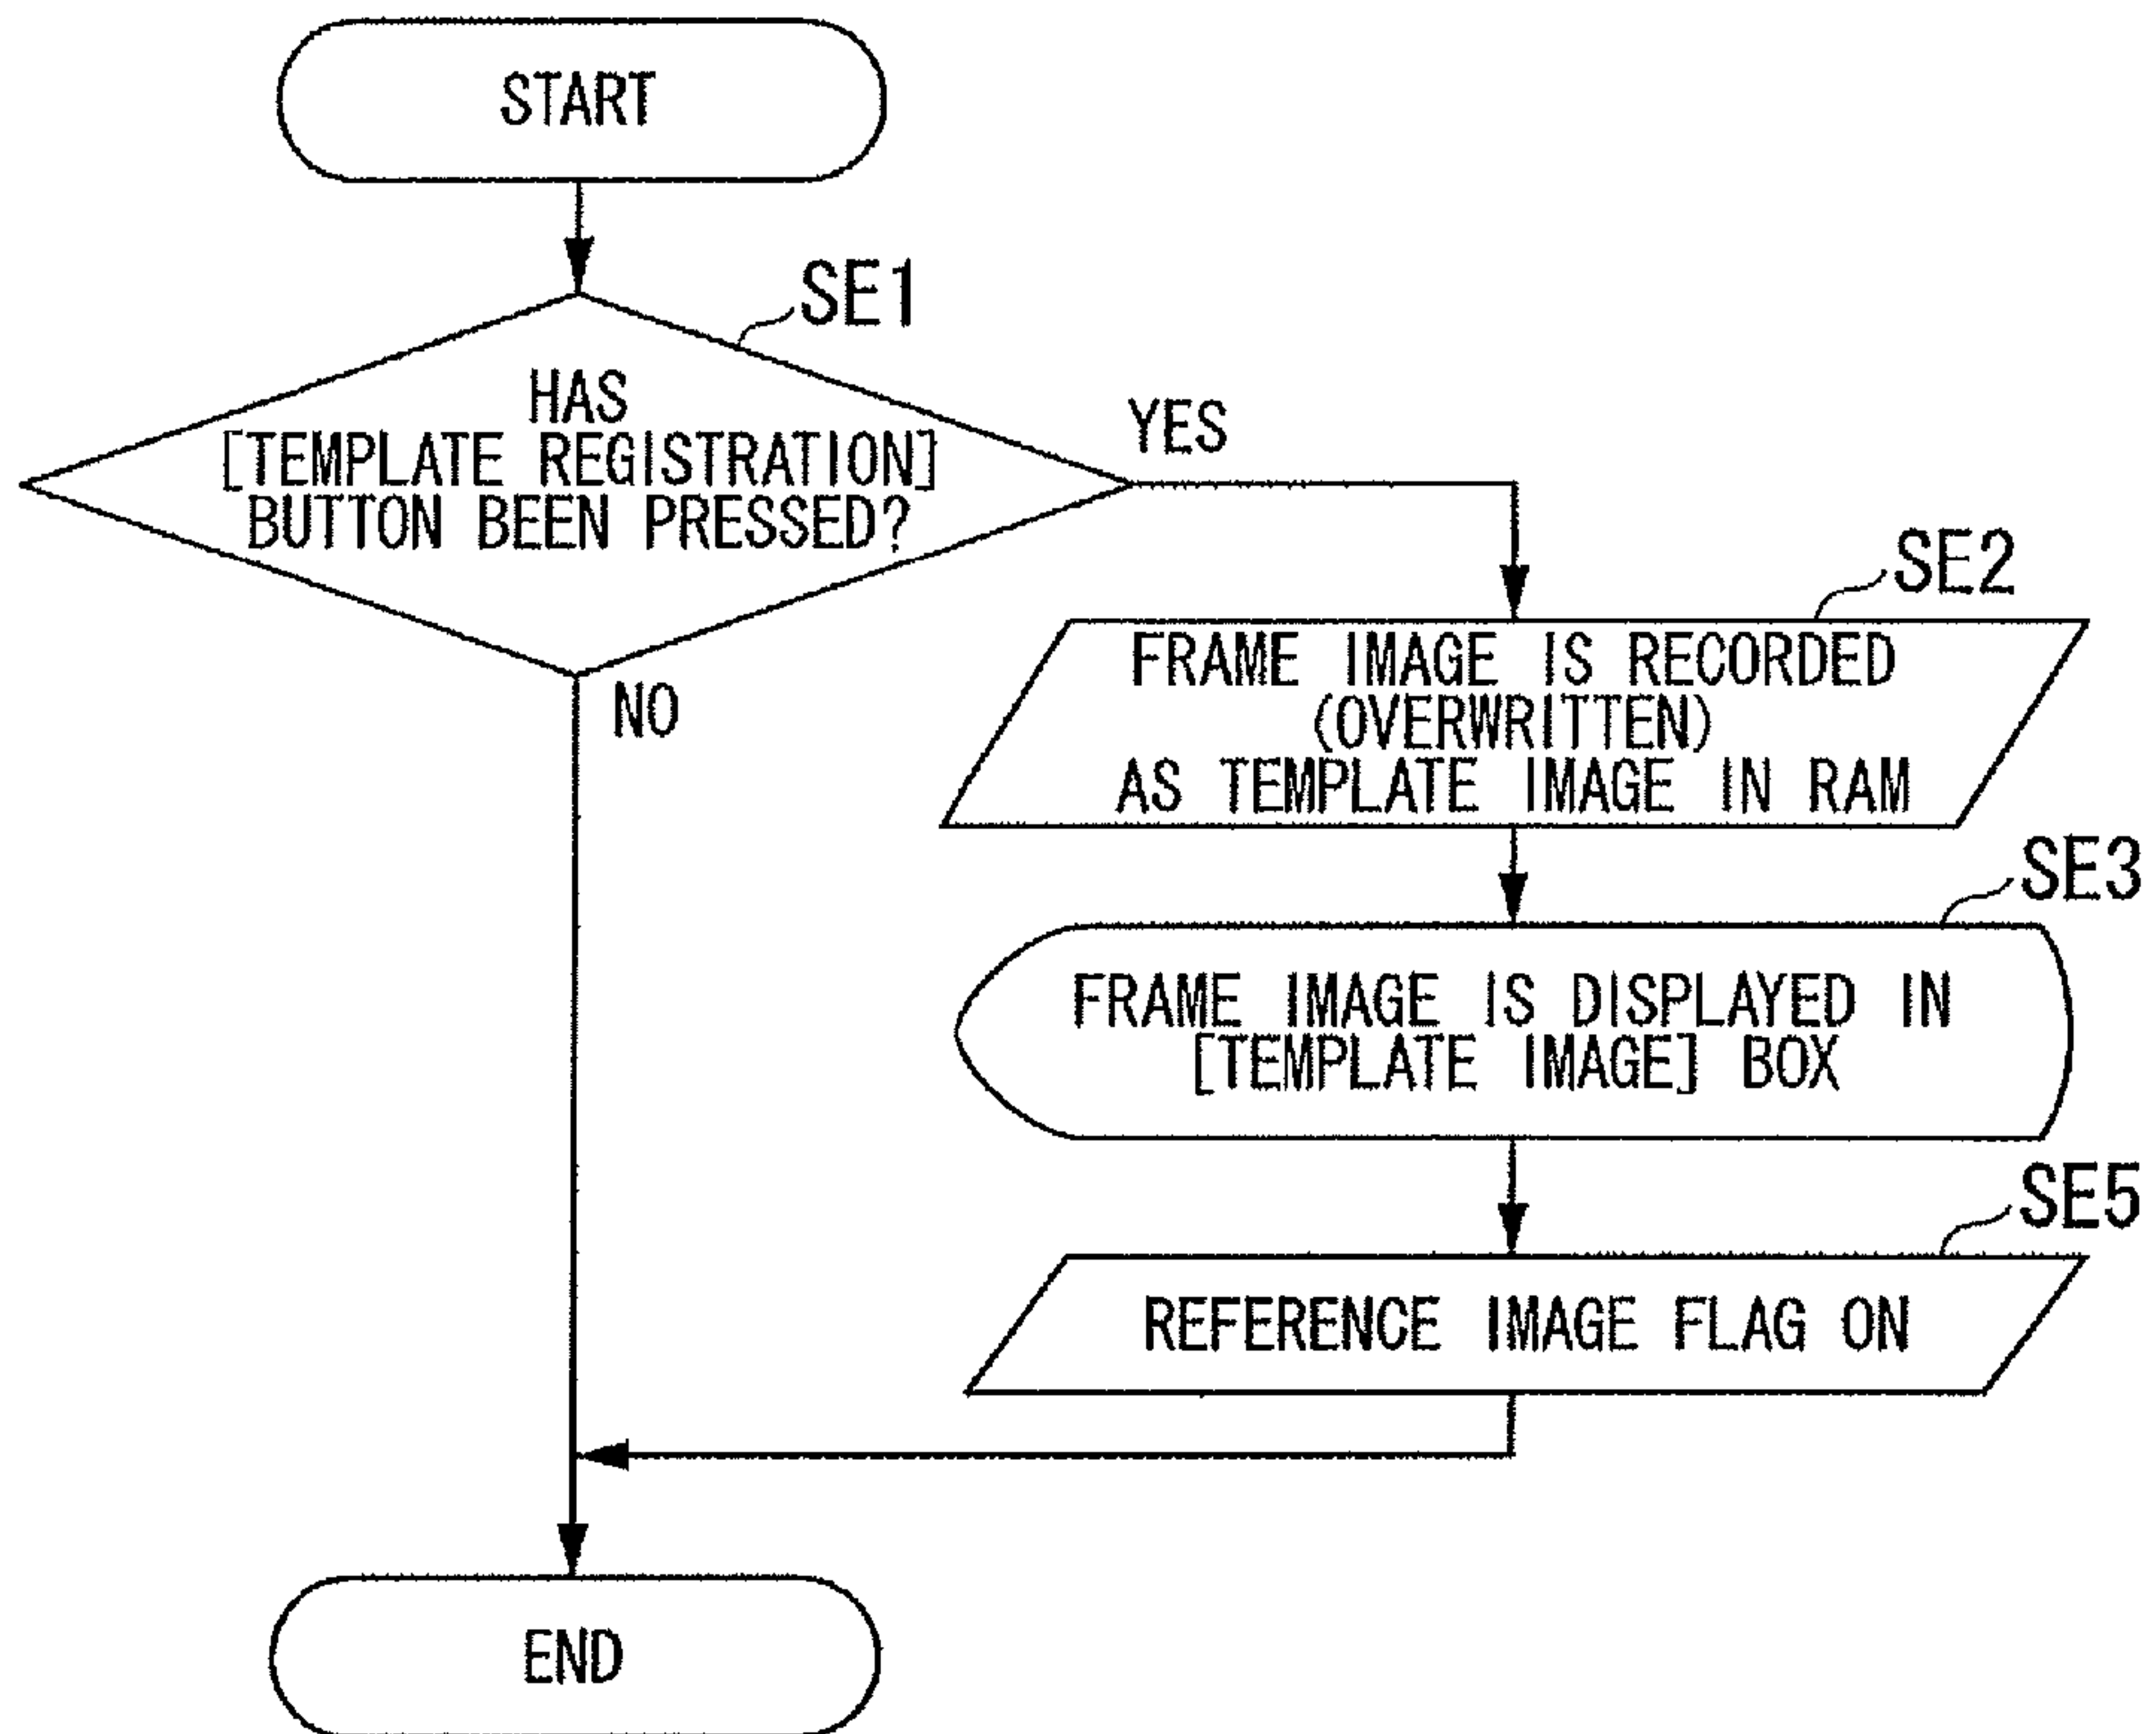 START
SE1
HAS
[TEMPLATE REGISTRATION]
BUTTON BEEN PRESSED?
YES
NO
SE2
FRAME IMAGE IS RECORDED
(OVERWRITTEN)
AS TEMPLATE IMAGE IN RAM
SE3
FRAME IMAGE IS DISPLAYED IN
[TEMPLATE IMAGE] BOX
SE5
REFERENCE IMAGE FLAG ON
END